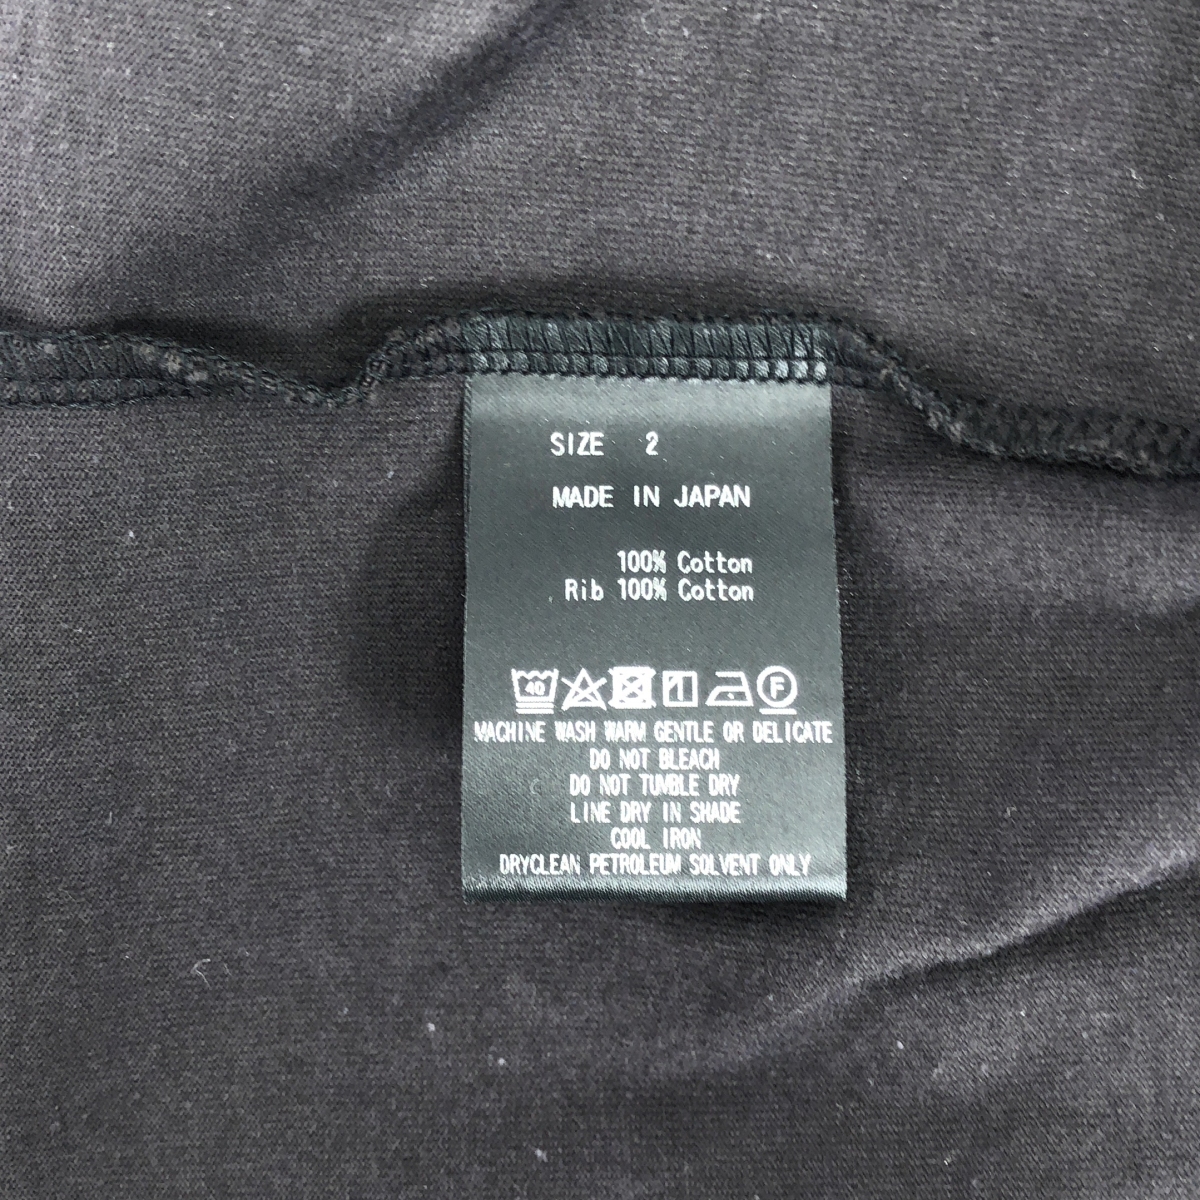 SIZE 2
MADE IN JAPAN
100% Cotton
Rib 100% Cotton
40 F
MACHINE WASH WARM GENTLE OR DELICATE
DO NOT BLEACH
DO NOT TUMBLE DRY
LINE DRY IN SHADE
COOL IRON
DRYCLEAN PETROLEUM SOLVENT ONLY